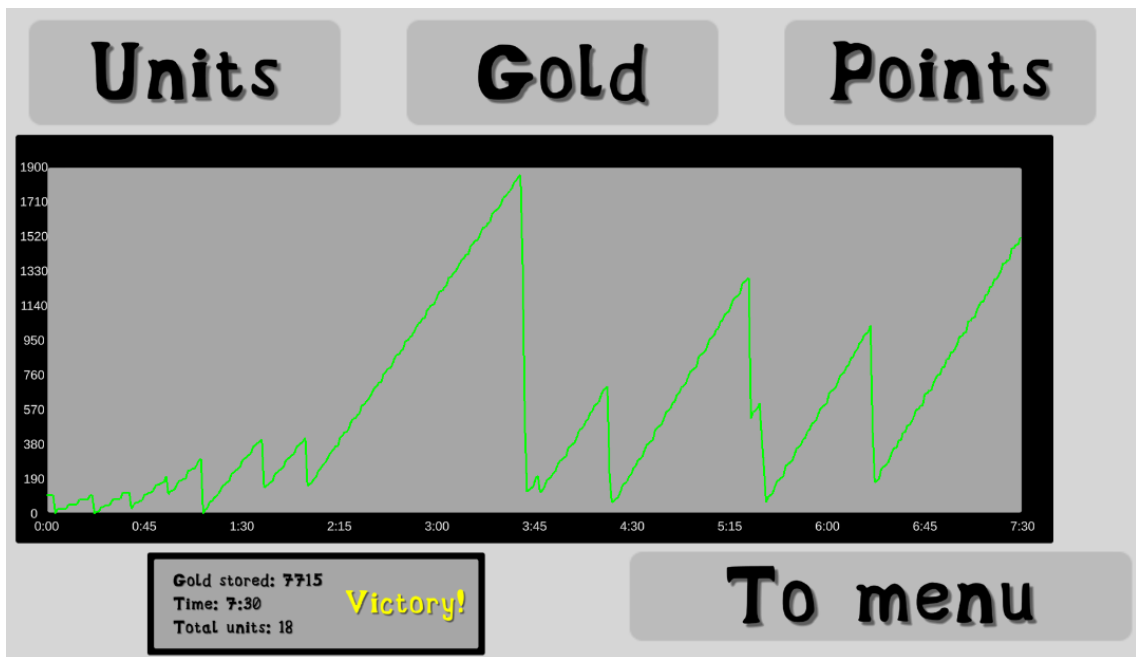 Units Gold Points
1900
1710
1520
1330
1140
950
760
570
380
190
0
0:00 0:45 1:30 2:15 3:00 3:45 4:30 5:15 6:00 6:45 7:30
Gold stored: 7715
Time: 7:30
Total units: 18
Victory!
To menu